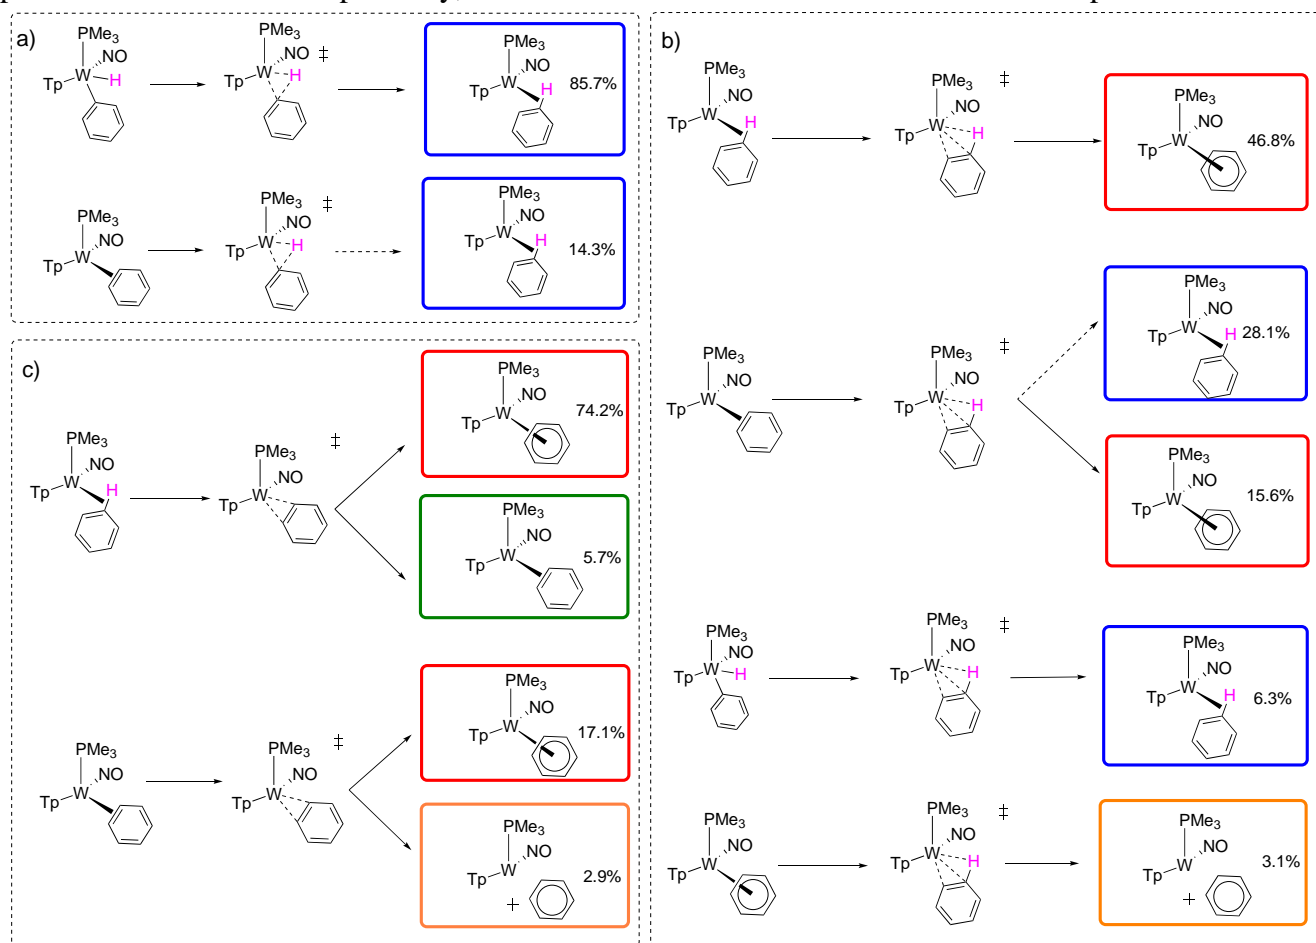 a)
PMe3
NO
W
H
Tp
PMe3
NO
‡
W
H
Tp
PMe3
NO
W
H
Tp
85.7%
PMe3
NO
W
Tp
PMe3
NO
‡
W
H
Tp
PMe3
NO
W
H
Tp
14.3%
b)
PMe3
NO
W
H
Tp
PMe3
NO
‡
W
H
Tp
PMe3
NO
W
Tp
46.8%
PMe3
NO
W
Tp
PMe3
NO
‡
W
H
Tp
PMe3
NO
W
H
Tp
28.1%
PMe3
NO
W
Tp
15.6%
PMe3
NO
W
H
Tp
PMe3
NO
‡
W
H
Tp
PMe3
NO
W
H
Tp
6.3%
PMe3
NO
W
Tp
PMe3
NO
‡
W
H
Tp
PMe3
NO
W
Tp
+
3.1%
c)
PMe3
NO
W
H
Tp
PMe3
NO
‡
W
Tp
PMe3
NO
W
Tp
74.2%
PMe3
NO
W
Tp
5.7%
PMe3
NO
W
Tp
PMe3
NO
‡
W
Tp
PMe3
NO
W
Tp
17.1%
PMe3
NO
W
Tp
+
2.9%